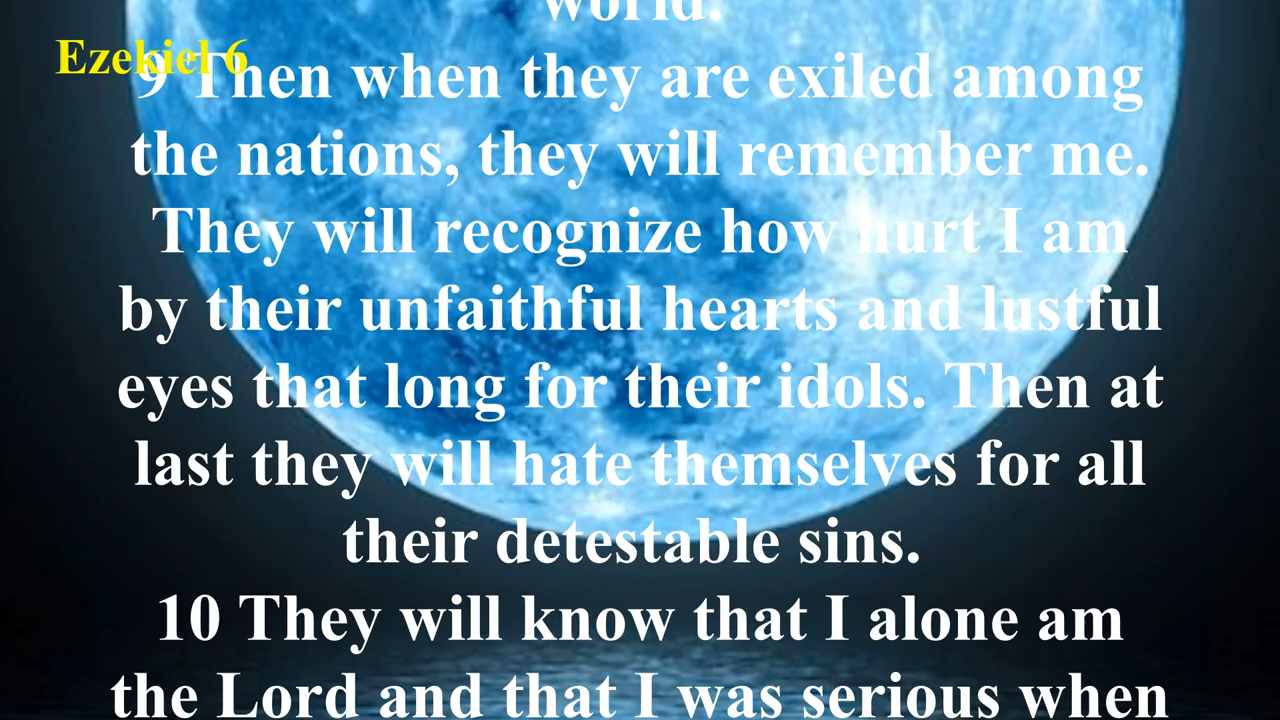 world.
Ezekiel 6
9 Then when they are exiled among
the nations, they will remember me.
They will recognize how hurt I am
by their unfaithful hearts and lustful
eyes that long for their idols. Then at
last they will hate themselves for all
their detestable sins.
10 They will know that I alone am
the Lord and that I was serious when